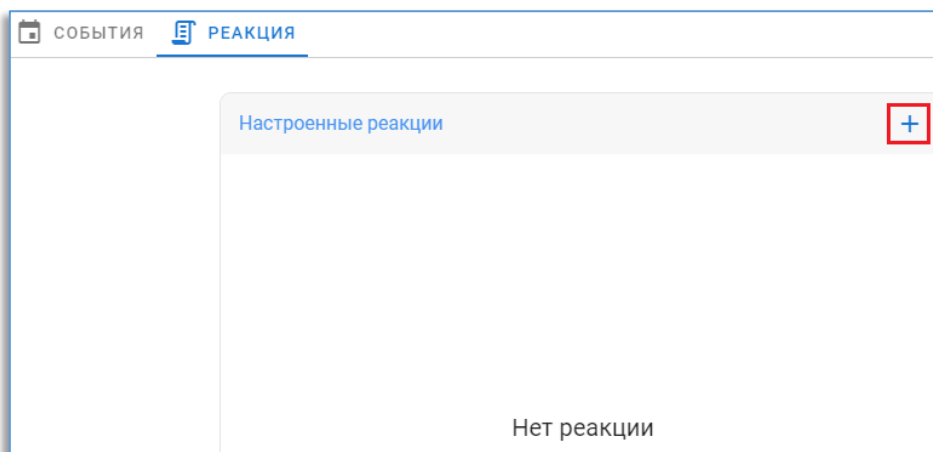 СОБЫТИЯ РЕАКЦИЯ
Настроенные реакции
Нет реакции